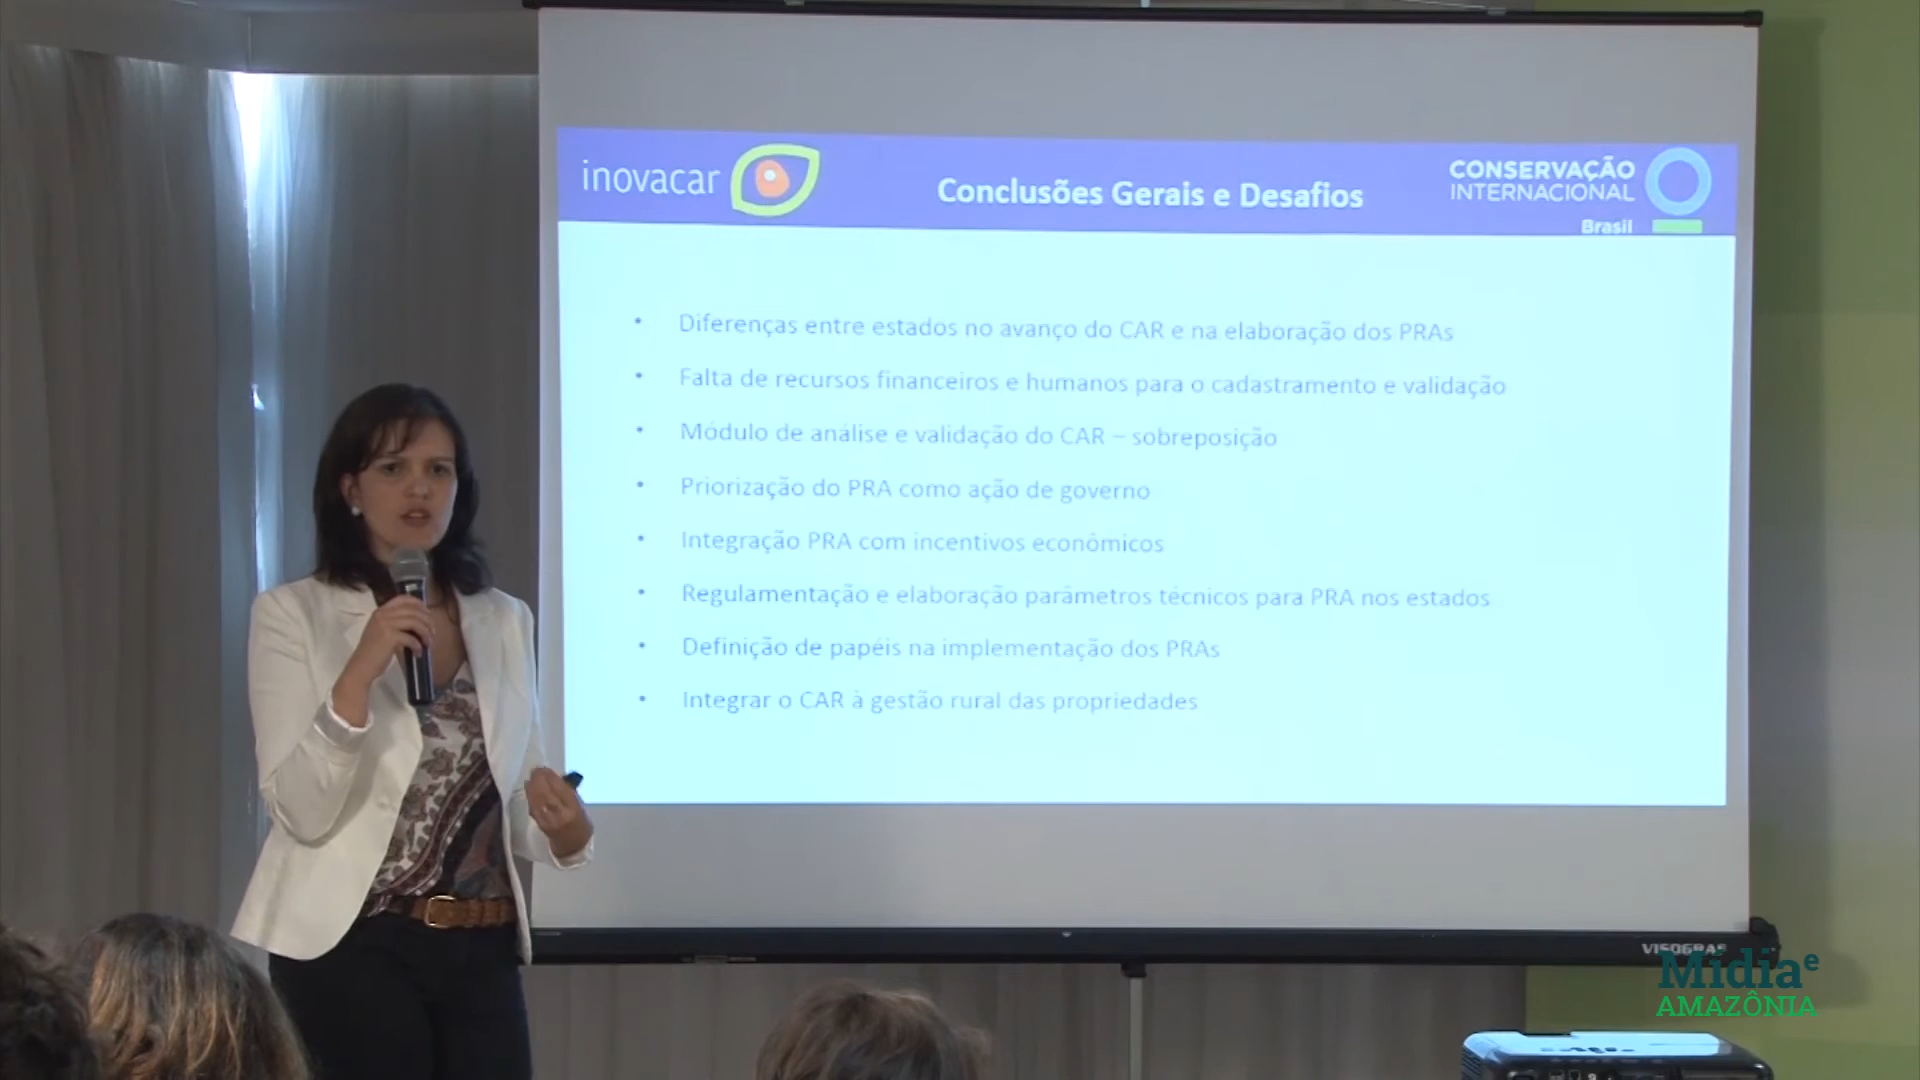 inovacar
Conclusões Gerais e Desafios
CONSERVAÇÃO
INTERNACIONAL
Brasil
• Diferenças entre estados no avanço do CAR e na elaboração dos PRAs
• Falta de recursos financeiros e humanos para o cadastramento e validação
• Módulo de análise e validação do CAR – sobreposição
• Priorização do PRA como ação de governo
• Integração PRA com incentivos econômicos
• Regulamentação e elaboração parâmetros técnicos para PRA nos estados
• Definição de papéis na implementação dos PRAs
• Integrar o CAR à gestão rural das propriedades
VISOGRAF
Mídia e
AMAZÔNIA